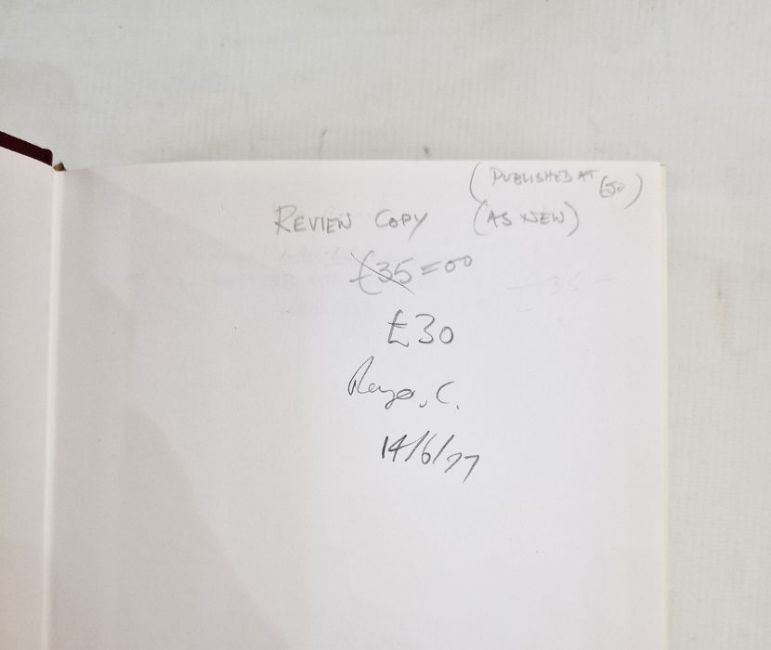 (PUBLISHED AT £50)
REVIEW COPY (AS NEW)
£35=00
£30
C.
14/6/77